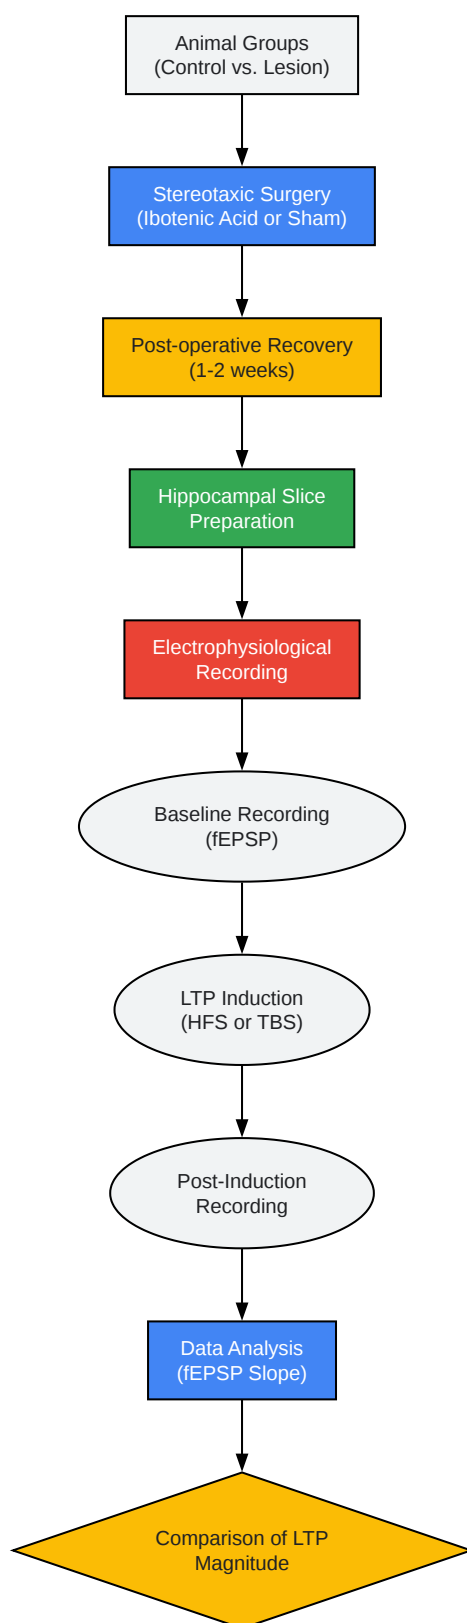 Animal Groups
(Control vs. Lesion)
Stereotaxic Surgery
(Ibotenic Acid or Sham)
Post-operative Recovery
(1-2 weeks)
Hippocampal Slice
Preparation
Electrophysiological
Recording
Baseline Recording
(fEPSP)
LTP Induction
(HFS or TBS)
Post-Induction
Recording
Data Analysis
(fEPSP Slope)
Comparison of LTP
Magnitude